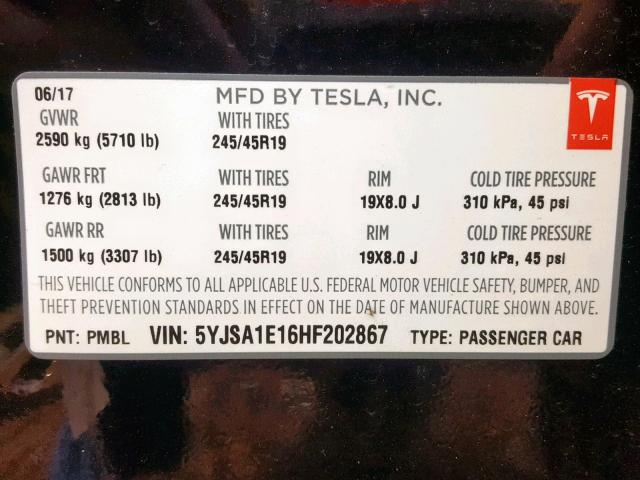 06/17 MFD BY TESLA, INC.
TESLA
GVWR WITH TIRES
2590 kg (5710 lb) 245/45R19
GAWR FRT WITH TIRES RIM COLD TIRE PRESSURE
1276 kg (2813 lb) 245/45R19 19X8.0 J 310 kPa, 45 psi
GAWR RR WITH TIRES RIM COLD TIRE PRESSURE
1500 kg (3307 lb) 245/45R19 19X8.0 J 310 kPa, 45 psi
THIS VEHICLE CONFORMS TO ALL APPLICABLE U.S. FEDERAL MOTOR VEHICLE SAFETY, BUMPER, AND
THEFT PREVENTION STANDARDS IN EFFECT ON THE DATE OF MANUFACTURE SHOWN ABOVE.
PNT: PMBL VIN: 5YJSA1E16HF202867 TYPE: PASSENGER CAR